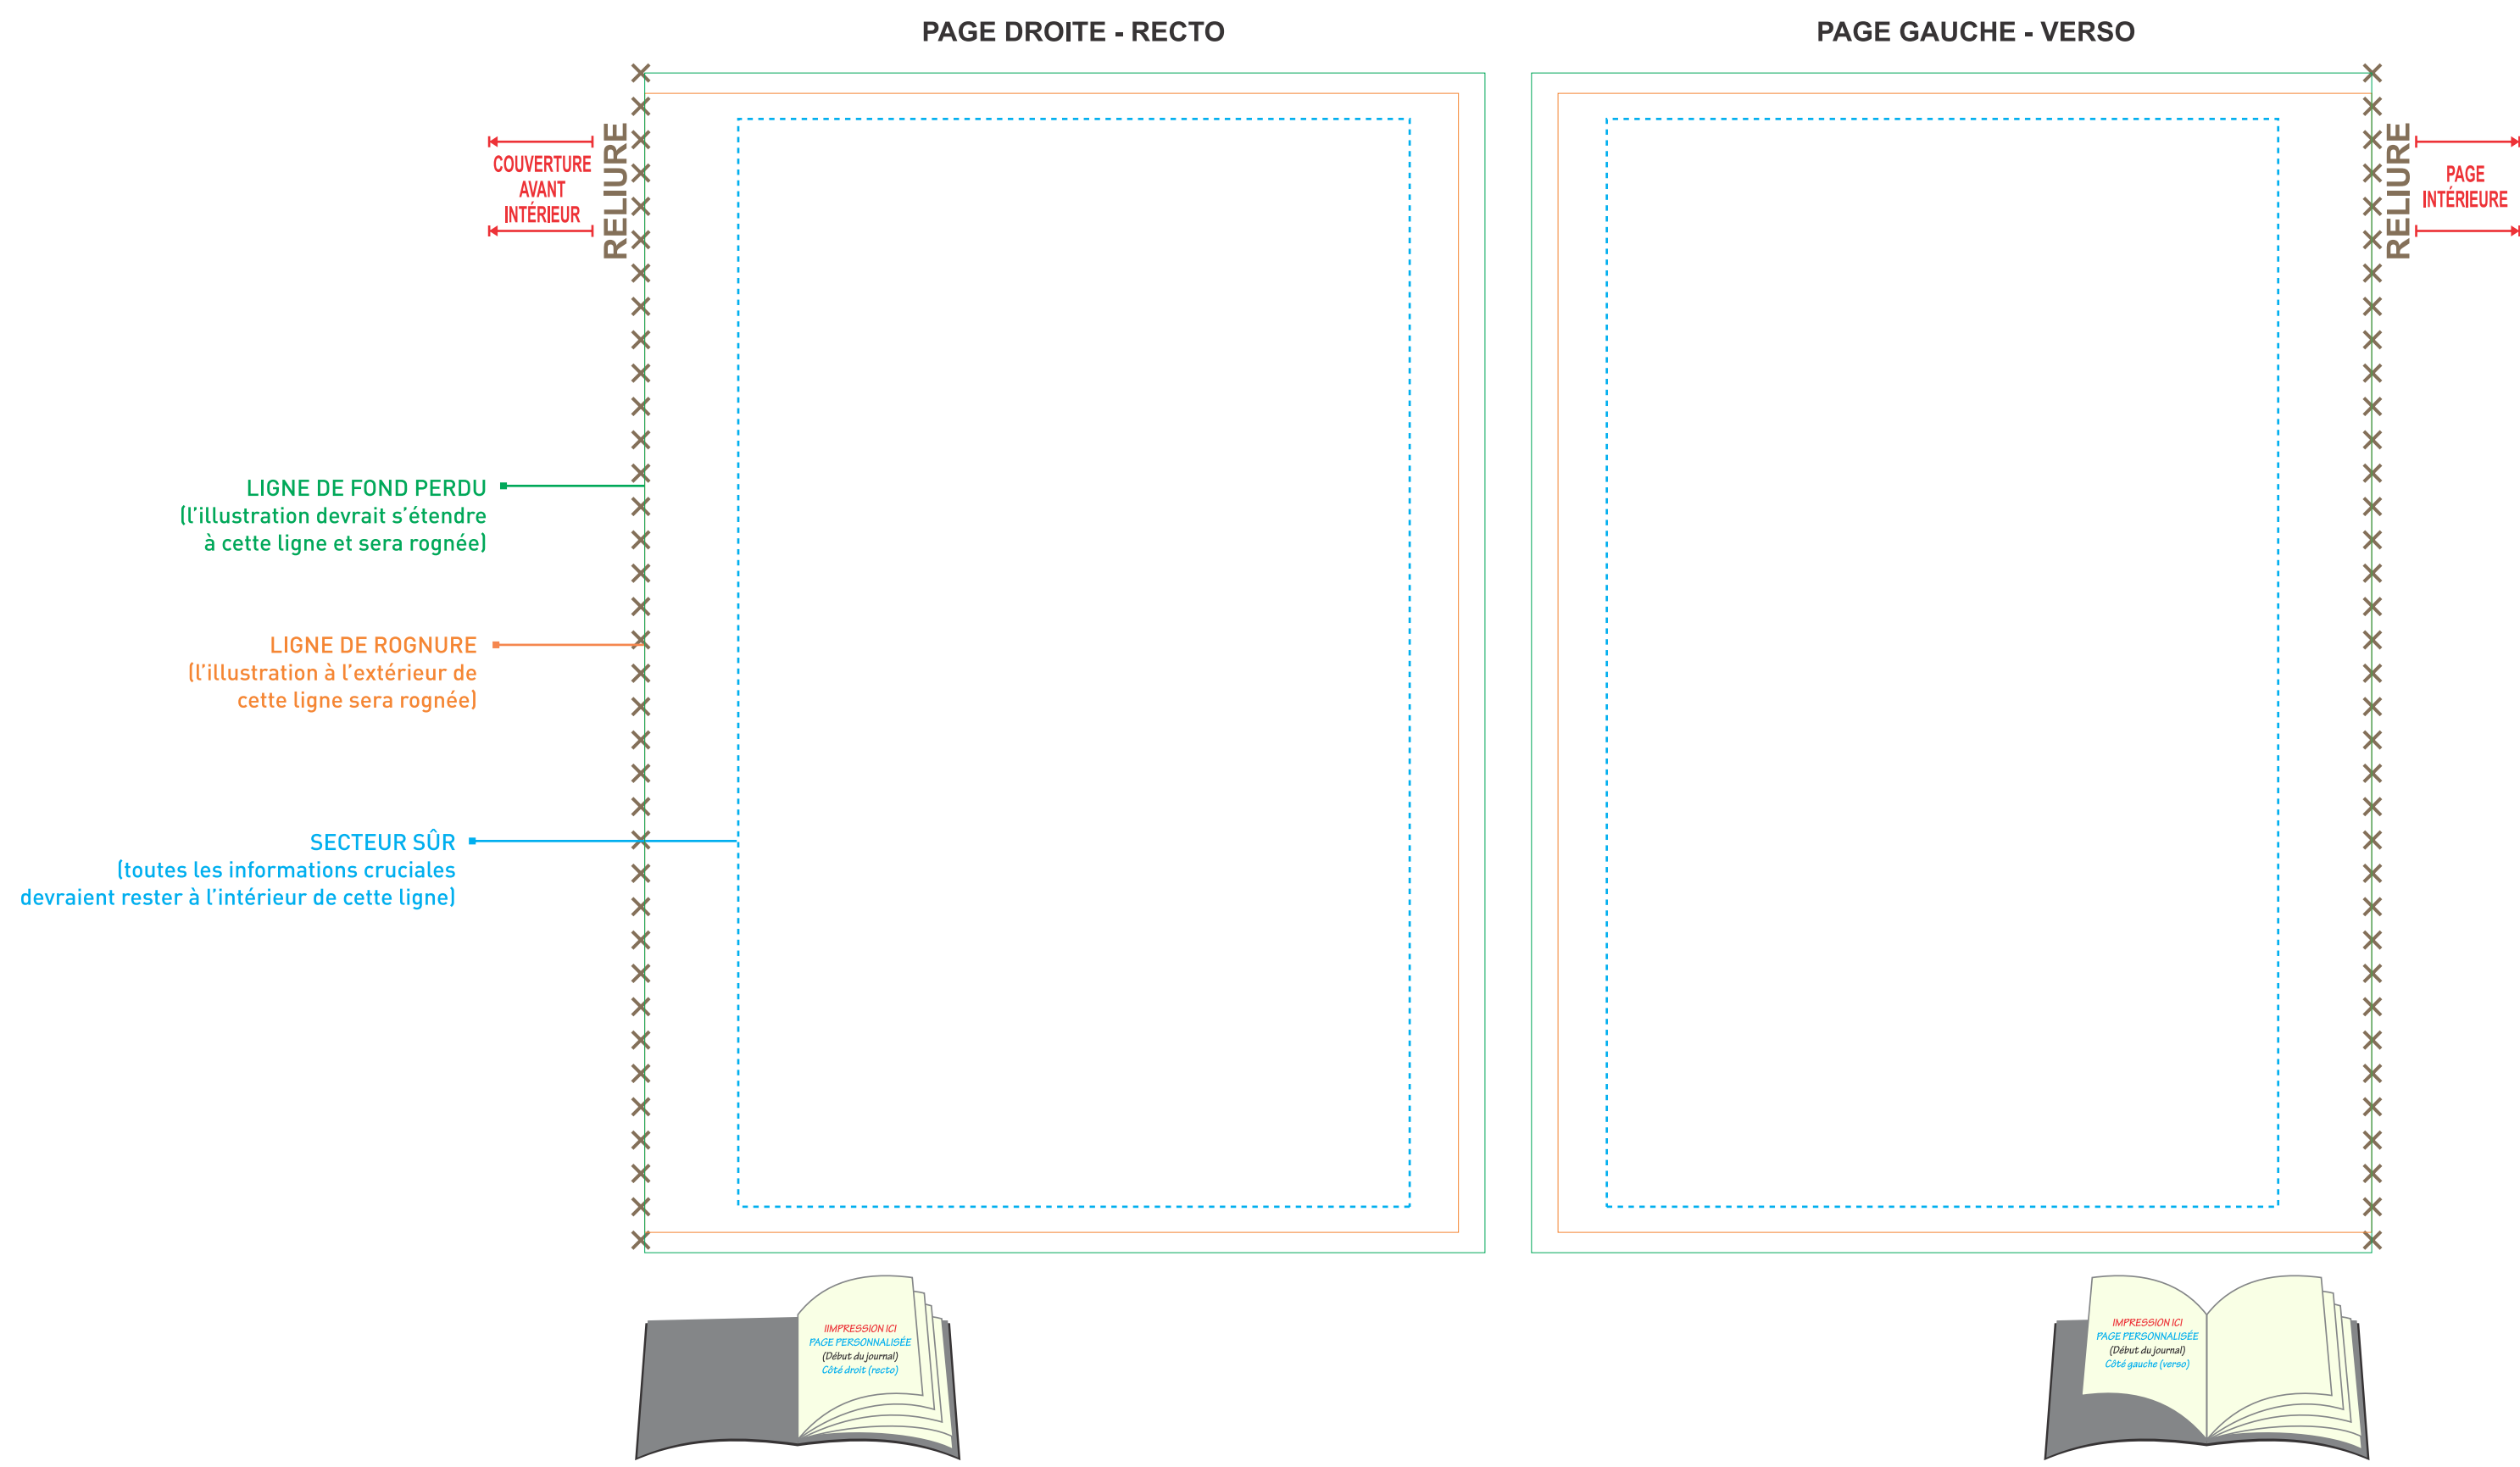 PAGE DROITE - RECTO
PAGE GAUCHE - VERSO
COUVERTURE
AVANT
INTÉRIEUR
RELIURE
RELIURE
PAGE
INTÉRIEURE
LIGNE DE FOND PERDU
(l'illustration devrait s'étendre
à cette ligne et sera rognée)
LIGNE DE ROGNURE
(l'illustration à l'extérieur de
cette ligne sera rognée)
SECTEUR SÛR
(toutes les informations cruciales
devraient rester à l'intérieur de cette ligne)
IIMPRESSION ICI
PAGE PERSONNALISÉE
(Début du journal)
Côté droit (recto)
IMPRESSION ICI
PAGE PERSONNALISÉE
(Début du journal)
Côté gauche (verso)